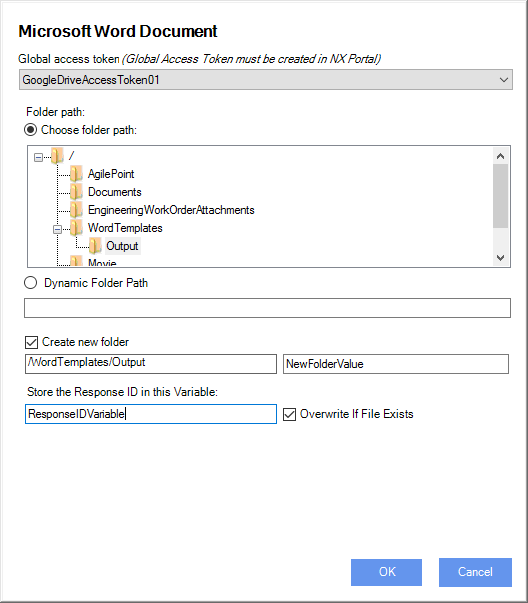 Microsoft Word Document
Global access token (Global Access Token must be created in NX Portal)
GoogleDriveAccessToken01
Folder path:
Choose folder path:
/
AgilePoint
Documents
EngineeringWorkOrderAttachments
WordTemplates
Output
Movie
Dynamic Folder Path
Create new folder
/WordTemplates/Output NewFolderValue
Store the Response ID in this Variable:
ResponseIDVariable Overwrite If File Exists
OK Cancel